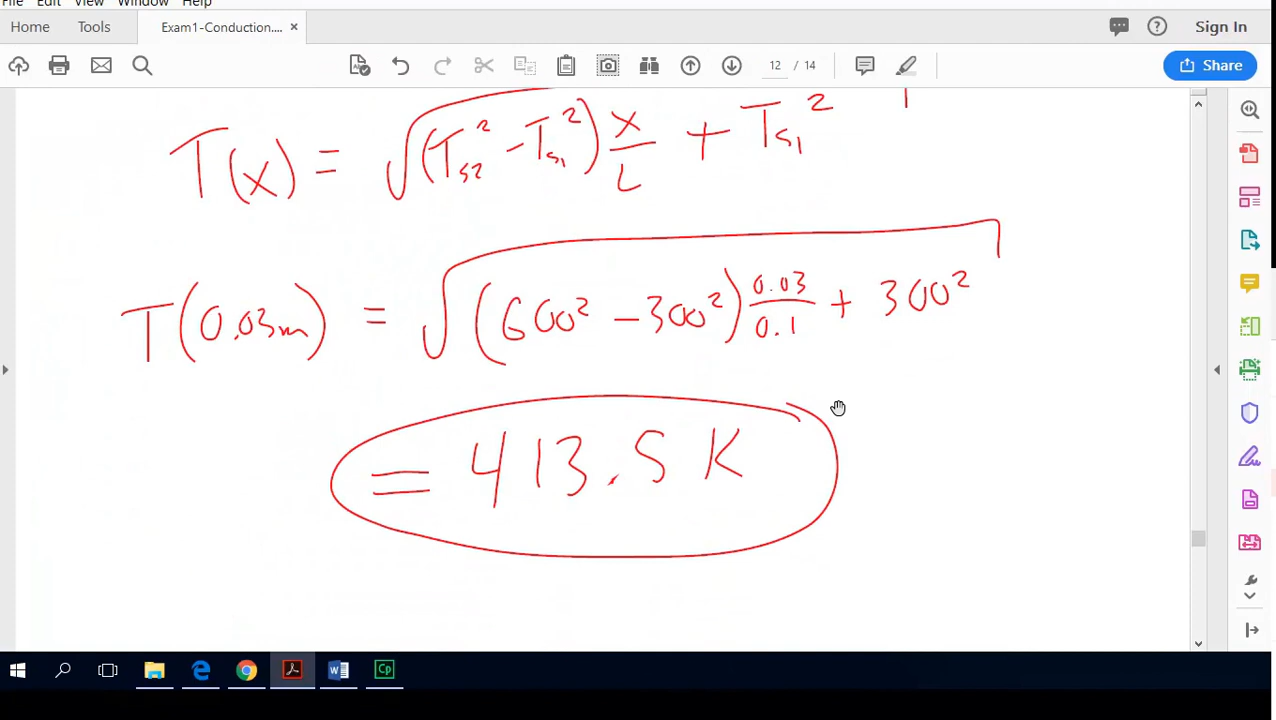 File Edit View Window Help
Home Tools Exam1-Conduction.... × Sign In
12 / 14 Share
T(x) = √(Ts2² - Ts1²) x/L + Ts1²
T(0.03m) = √(600² - 300²) 0.03/0.1 + 300²
= 413.5 K